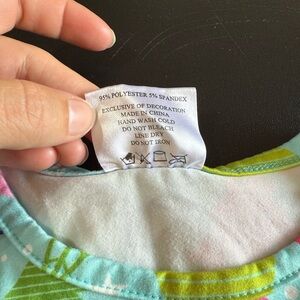 95% POLYESTER 5% SPANDEX
EXCLUSIVE OF DECORATION
MADE IN CHINA
HAND WASH COLD
DO NOT BLEACH
LINE DRY
DO NOT IRON